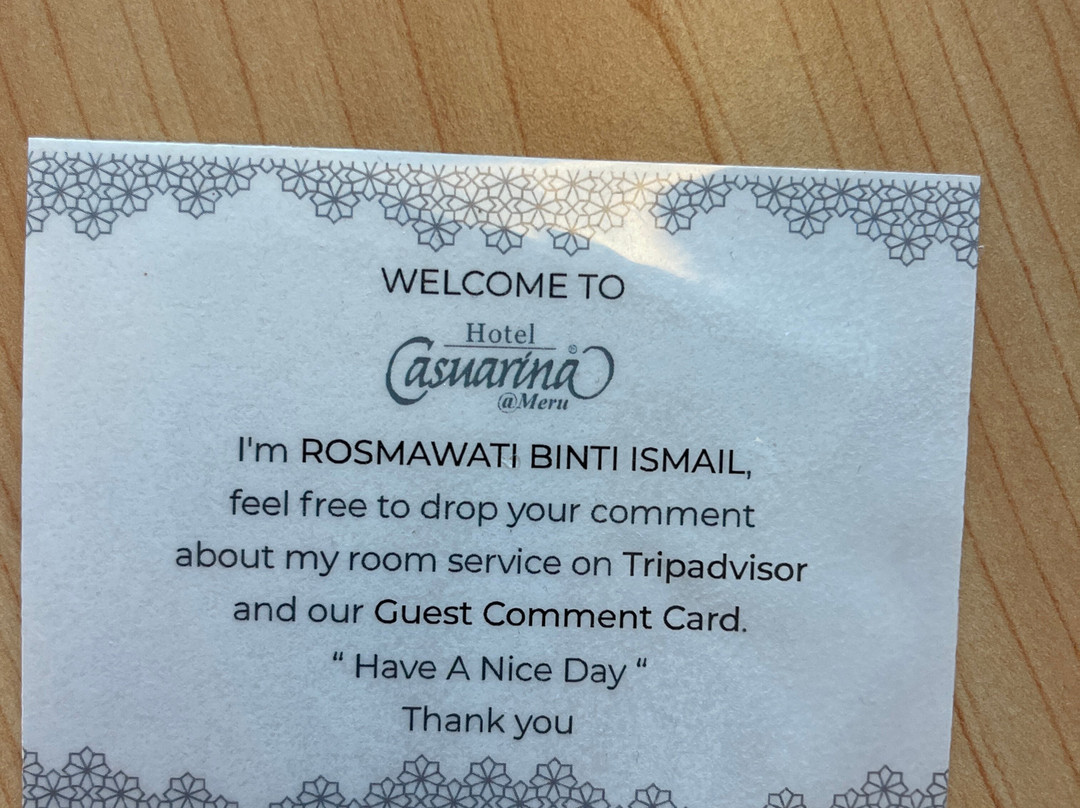 WELCOME TO
Hotel
Casuarina®
@Meru
I'm ROSMAWATI BINTI ISMAIL,
feel free to drop your comment
about my room service on Tripadvisor
and our Guest Comment Card.
“ Have A Nice Day “
Thank you